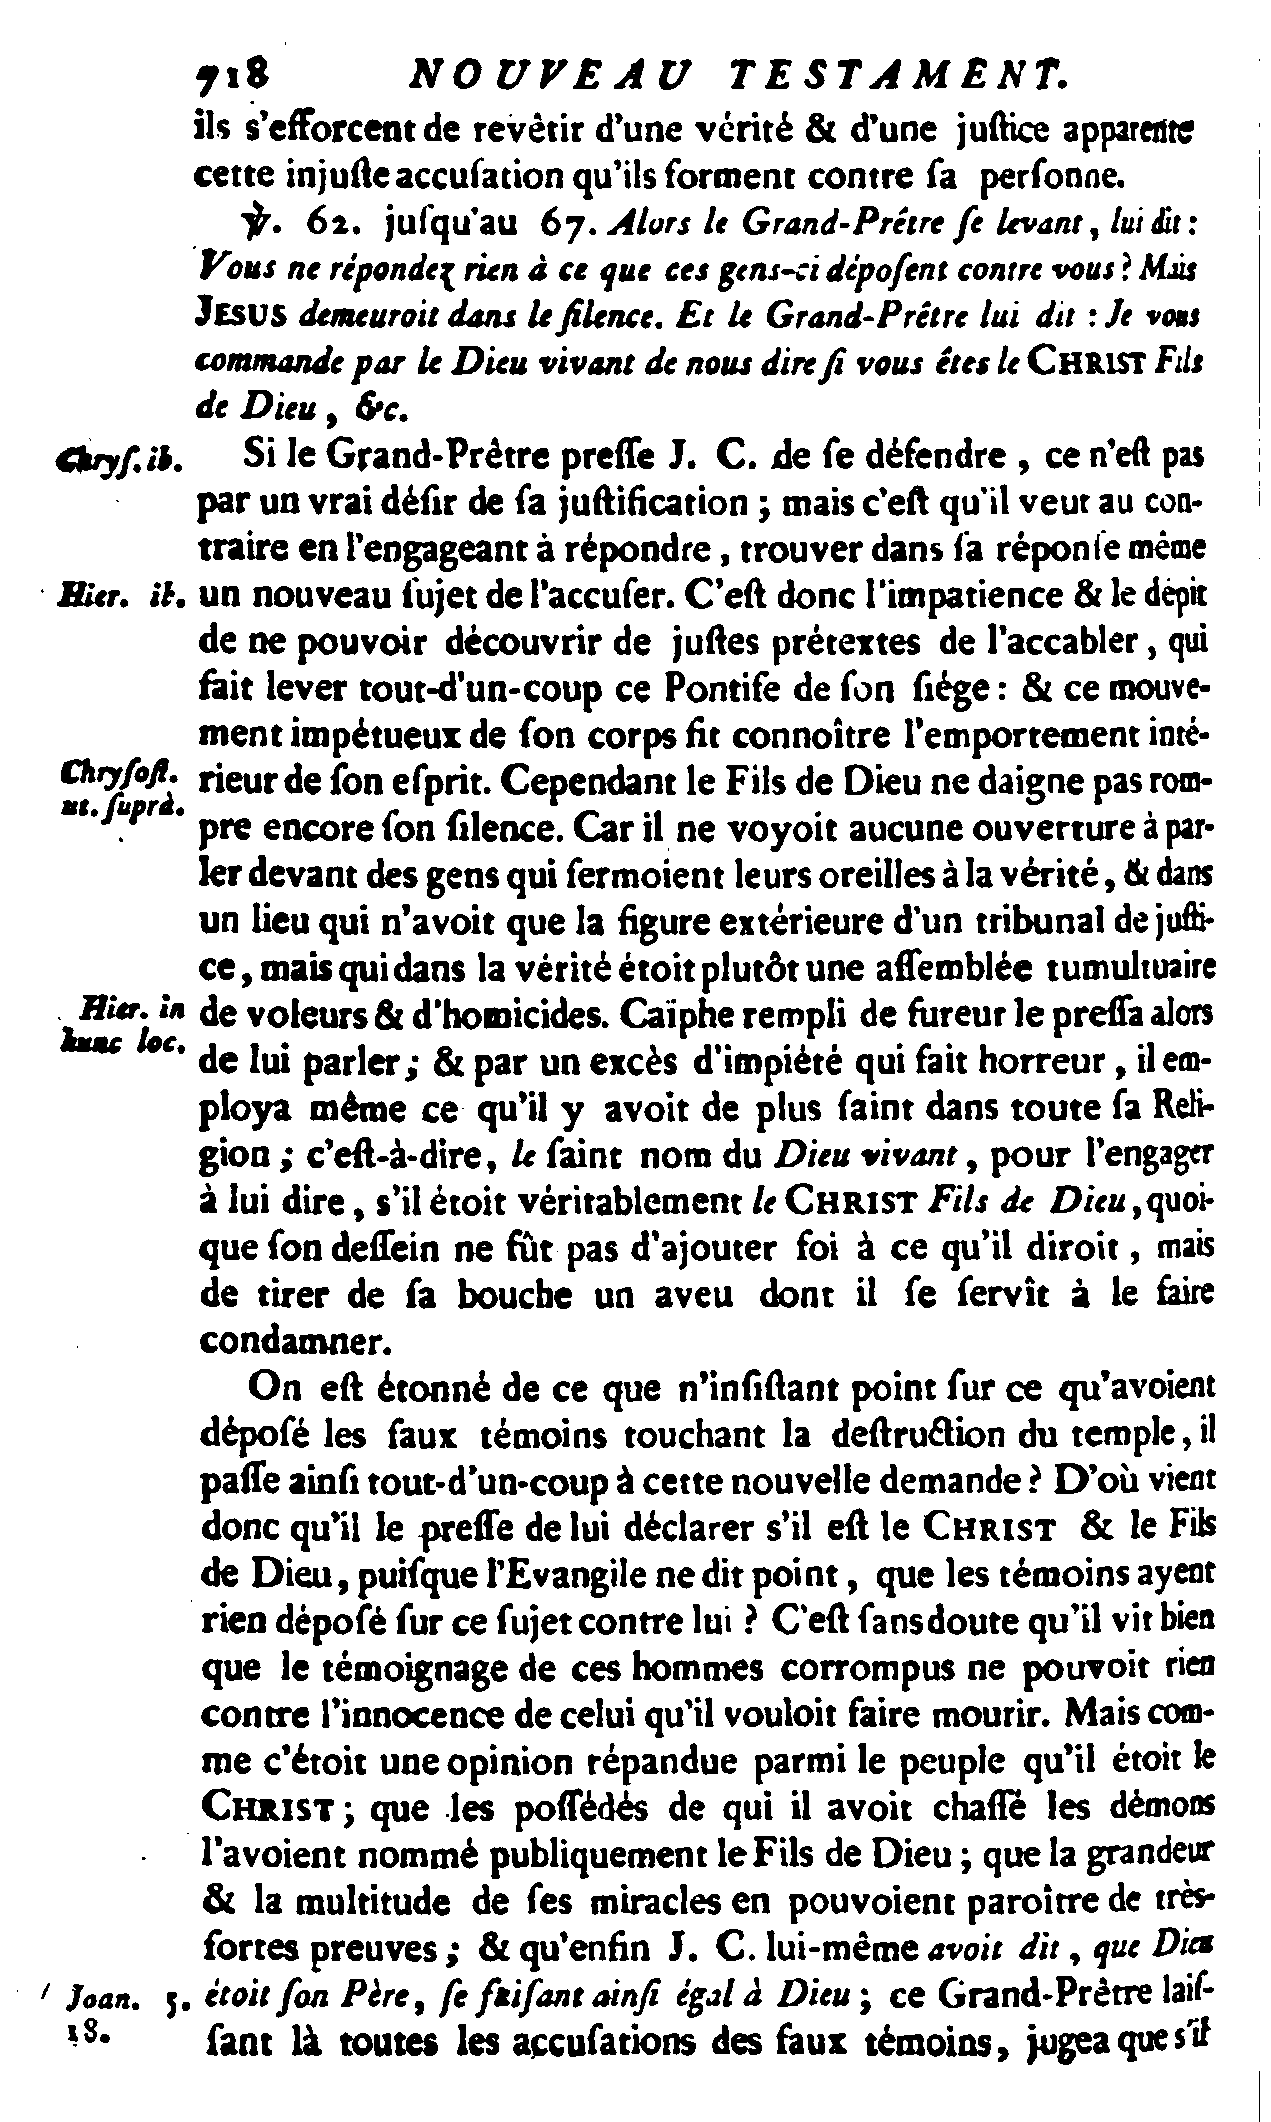 718 NOUVEAU TESTAMENT.
ils s'efforcent de revêtir d'une vérité & d'une juſtice apparente
cette injuſte accuſation qu'ils forment contre ſa perſonne.
℣. 62. juſqu'au 67. Alors le Grand-Prêtre ſe levant, lui dit :
Vous ne répondez rien à ce que ces gens-ci dépoſent contre vous ? Mais
JESUS demeuroit dans le ſilence. Et le Grand-Prêtre lui dit : Je vous
commande par le Dieu vivant de nous dire ſi vous êtes le CHRIST Fils
de Dieu, &c.
Chryſ. ib. Si le Grand-Prêtre preſſe J. C. de ſe défendre, ce n'eſt pas
par un vrai déſir de ſa juſtification ; mais c'eſt qu'il veut au con-
traire en l'engageant à répondre, trouver dans ſa réponſe même
Hier. ib. un nouveau ſujet de l'accuſer. C'eſt donc l'impatience & le dépit
de ne pouvoir découvrir de juſtes prétextes de l'accabler, qui
fait lever tout-d'un-coup ce Pontife de ſon ſiége : & ce mouve-
ment impétueux de ſon corps fit connoître l'emportement inté-
Chryſoſt. rieur de ſon eſprit. Cependant le Fils de Dieu ne daigne pas rom-
ut. ſuprà. pre encore ſon ſilence. Car il ne voyoit aucune ouverture à par-
ler devant des gens qui fermoient leurs oreilles à la vérité, & dans
un lieu qui n'avoit que la figure extérieure d'un tribunal de juſti-
ce, mais qui dans la vérité étoit plutôt une aſſemblée tumultuaire
Hier. in de voleurs & d'homicides. Caïphe rempli de fureur le preſſa alors
hunc loc. de lui parler ; & par un excès d'impiété qui fait horreur, il em-
ploya même ce qu'il y avoit de plus ſaint dans toute ſa Reli-
gion ; c'eſt-à-dire, le ſaint nom du Dieu vivant, pour l'engager
à lui dire, s'il étoit véritablement le CHRIST Fils de Dieu, quoi-
que ſon deſſein ne fût pas d'ajouter foi à ce qu'il diroit, mais
de tirer de ſa bouche un aveu dont il ſe ſervît à le faire
condamner.
On eſt étonné de ce que n'inſiſtant point ſur ce qu'avoient
dépoſé les faux témoins touchant la deſtruction du temple, il
paſſe ainſi tout-d'un-coup à cette nouvelle demande ? D'où vient
donc qu'il le preſſe de lui déclarer s'il eſt le CHRIST & le Fils
de Dieu, puiſque l'Evangile ne dit point, que les témoins ayent
rien dépoſé ſur ce ſujet contre lui ? C'eſt ſans doute qu'il vit bien
que le témoignage de ces hommes corrompus ne pouvoit rien
contre l'innocence de celui qu'il vouloit faire mourir. Mais com-
me c'étoit une opinion répandue parmi le peuple qu'il étoit le
CHRIST ; que les poſſédés de qui il avoit chaſſé les démons
l'avoient nommé publiquement le Fils de Dieu ; que la grandeur
& la multitude de ſes miracles en pouvoient paroître de très-
fortes preuves ; & qu'enfin J. C. lui-même avoit dit, que Dieu
Joan. 5. étoit ſon Père, ſe faiſant ainſi égal à Dieu ; ce Grand-Prêtre laiſ-
18. ſant là toutes les accuſations des faux témoins, jugea que s'il